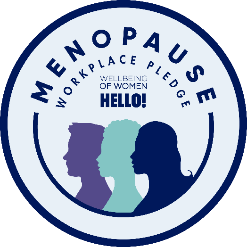 MENOPAUSE
WORKPLACE PLEDGE
WELLBEING
OF WOMEN
HELLO!